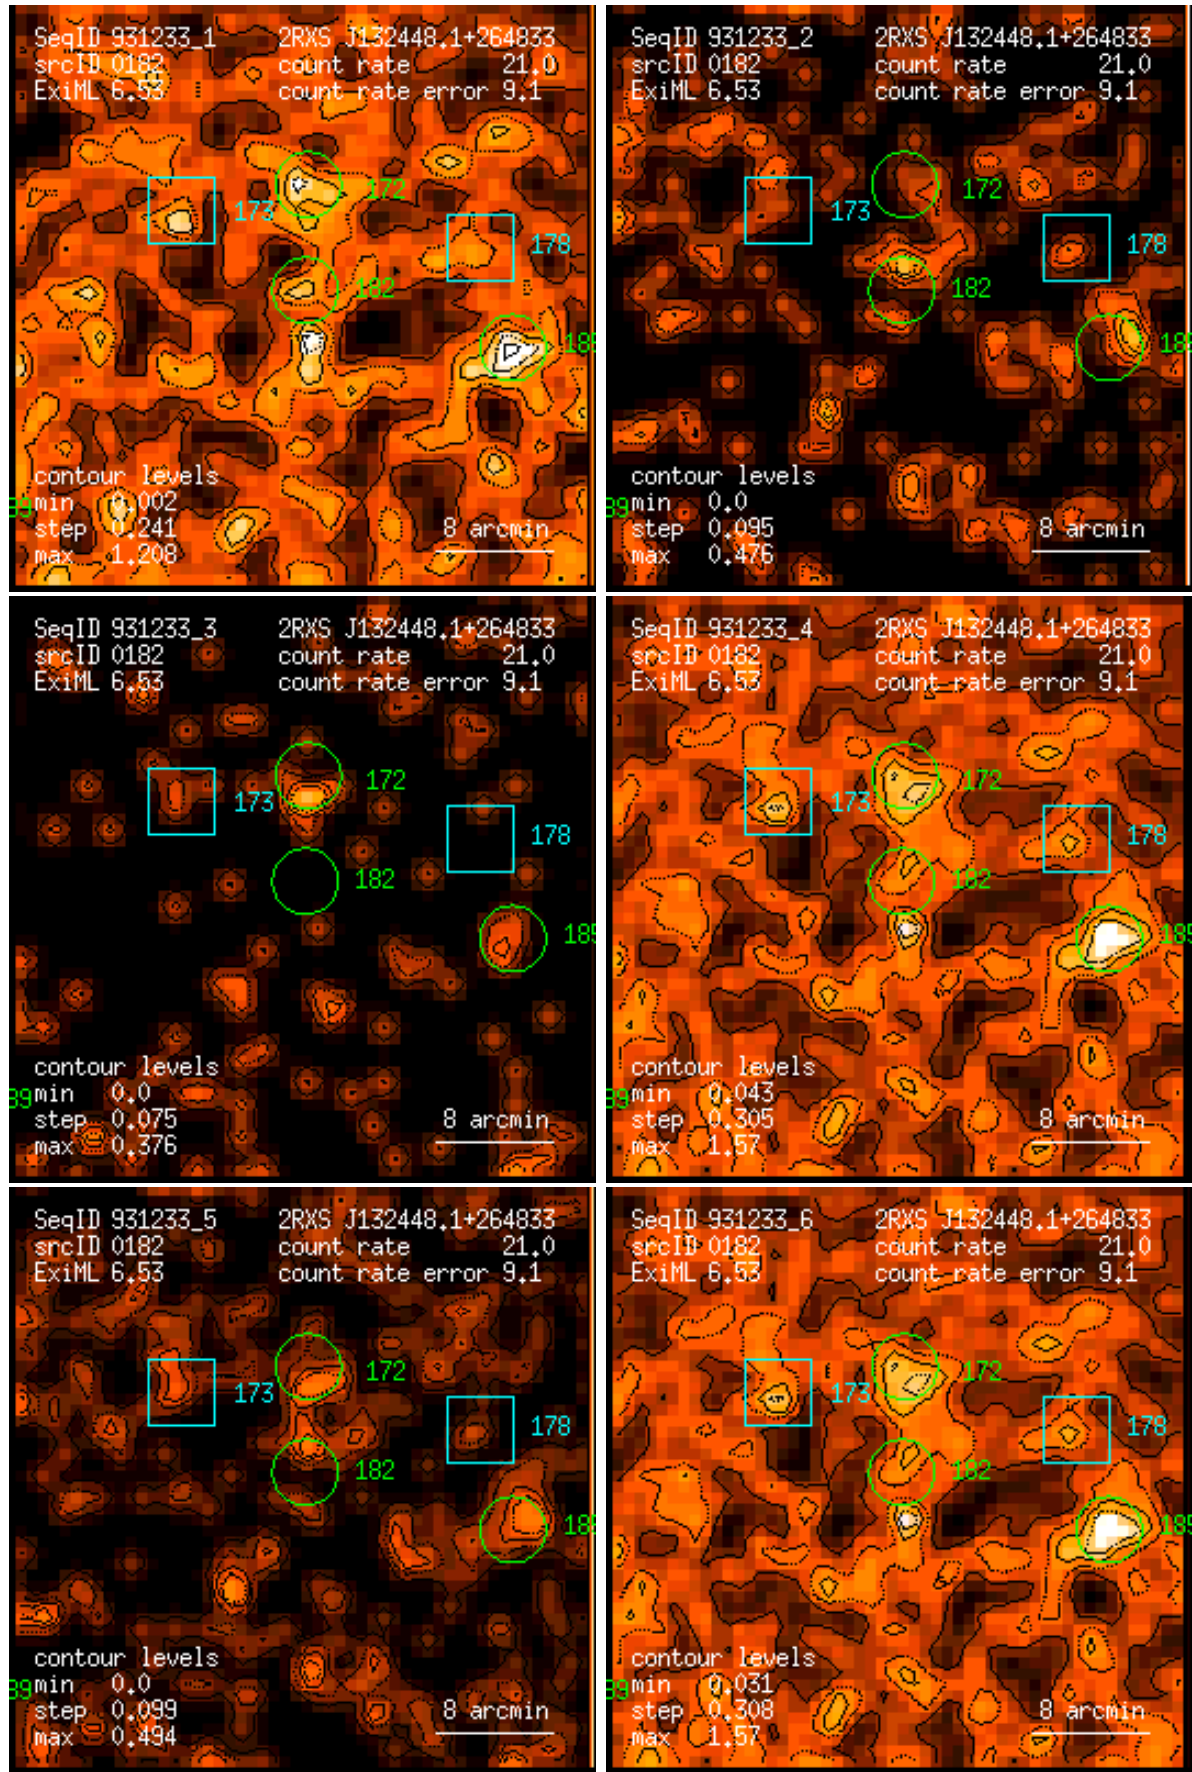 SeqID 931233_1 2RXS J132448.1+264833
srcID 0182 count rate 21.0
ExiML 6.53 count rate error 9.1
172
173
178
182
185
contour levels
min 0.002
step 0.241
max 1.208
8 arcmin
SeqID 931233_2 2RXS J132448.1+264833
srcID 0182 count rate 21.0
ExiML 6.53 count rate error 9.1
172
173
178
182
contour levels
min 0.0
step 0.095
max 0.476
8 arcmin
SeqID 931233_3 2RXS J132448.1+264833
srcID 0182 count rate 21.0
ExiML 6.53 count rate error 9.1
172
173
178
182
185
contour levels
min 0.0
step 0.075
max 0.376
8 arcmin
SeqID 931233_4 2RXS J132448.1+264833
srcID 0182 count rate 21.0
ExiML 6.53 count rate error 9.1
172
173
178
182
185
contour levels
min 0.043
step 0.305
max 1.57
8 arcmin
SeqID 931233_5 2RXS J132448.1+264833
srcID 0182 count rate 21.0
ExiML 6.53 count rate error 9.1
172
173
178
182
185
contour levels
min 0.0
step 0.099
max 0.494
8 arcmin
SeqID 931233_6 2RXS J132448.1+264833
srcID 0182 count rate 21.0
ExiML 6.53 count rate error 9.1
172
173
178
182
185
contour levels
min 0.031
step 0.308
max 1.57
8 arcmin